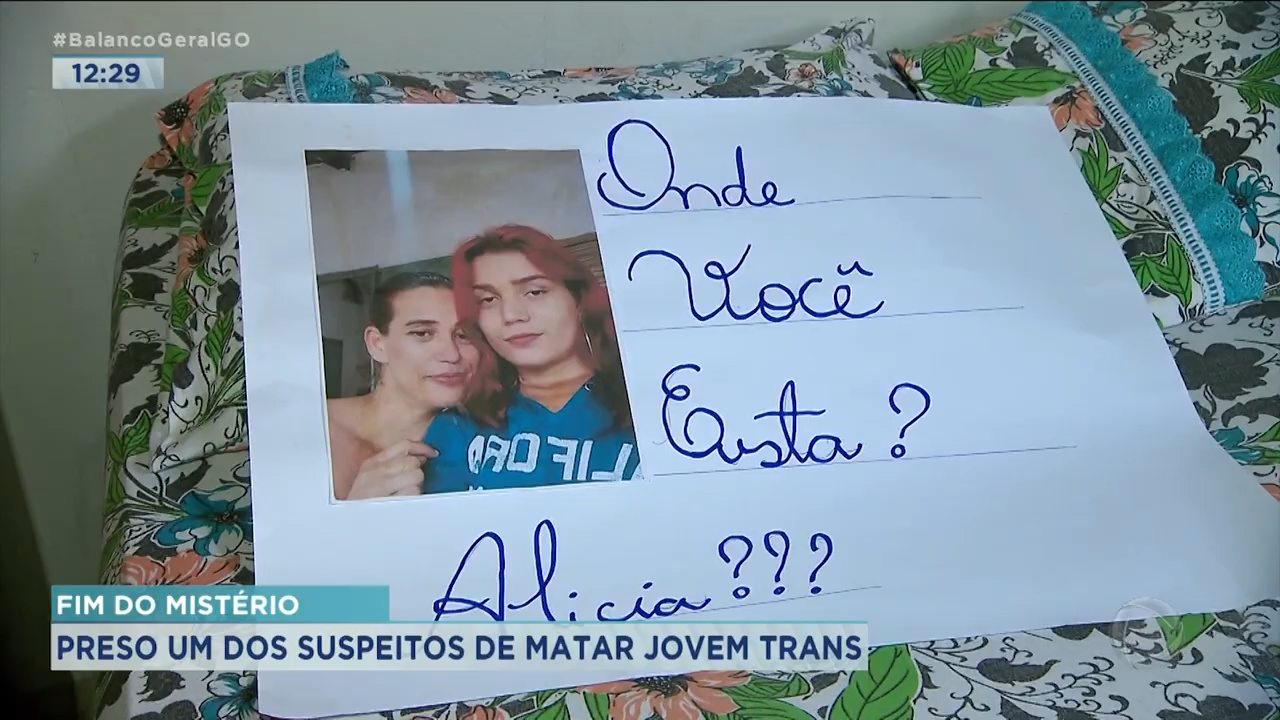 #BalancoGeralGO
12:29
Onde
Você
Esta?
Alicia???
FIM DO MISTÉRIO
PRESO UM DOS SUSPEITOS DE MATAR JOVEM TRANS